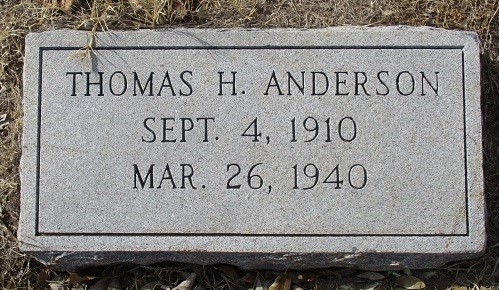 THOMAS H. ANDERSON
SEPT. 4, 1910
MAR. 26, 1940